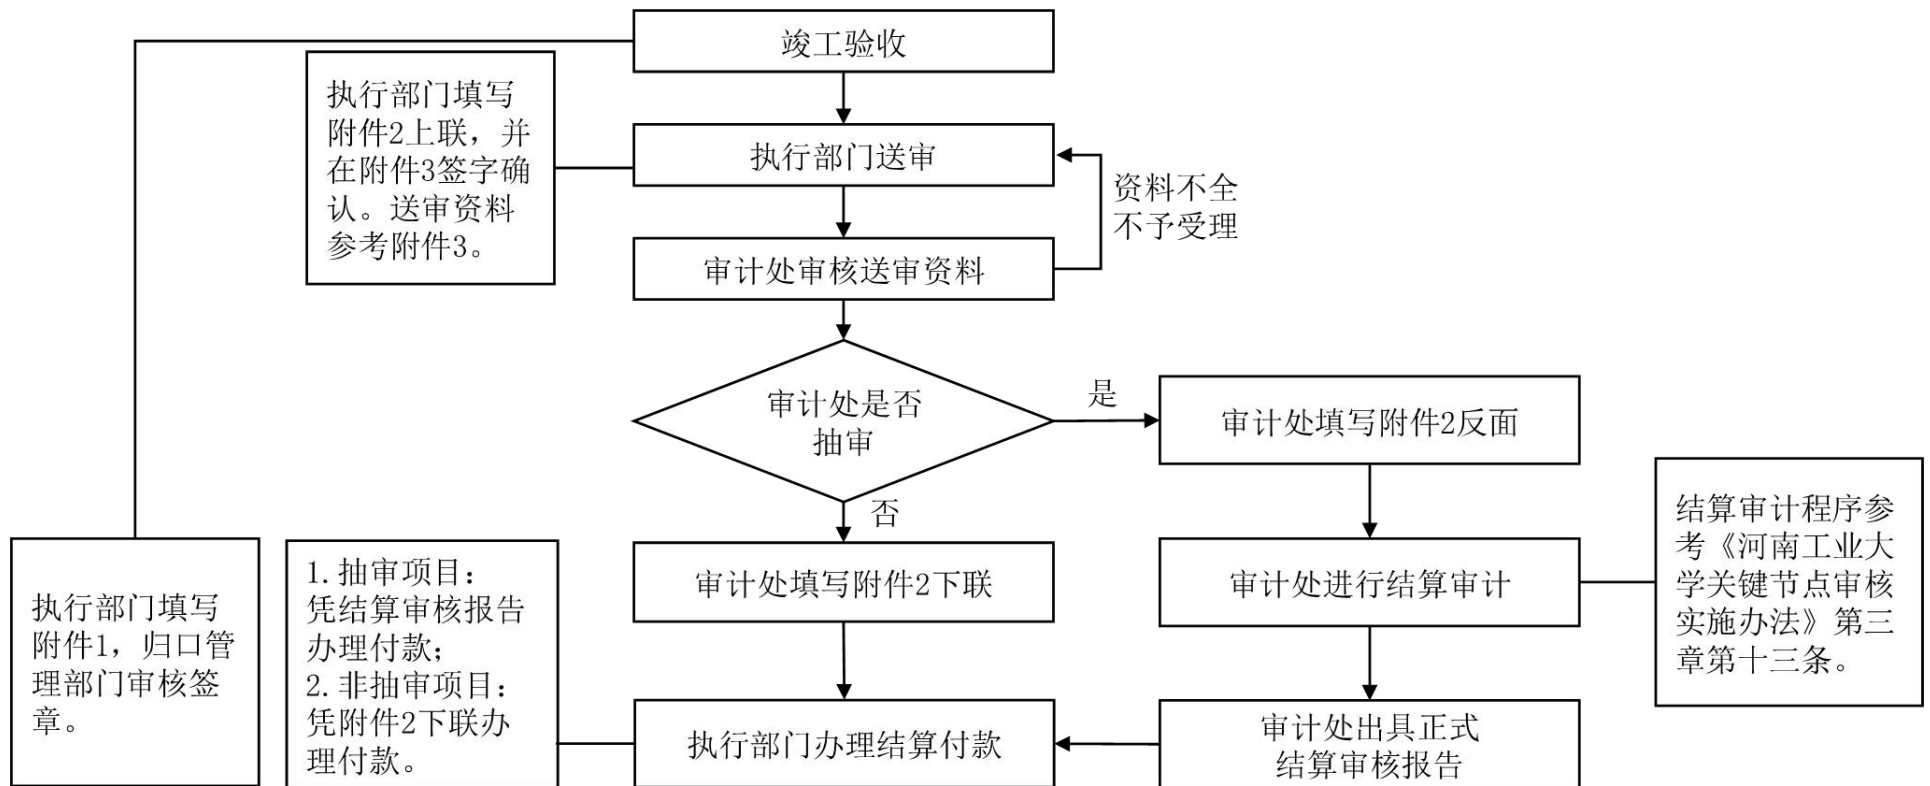 竣工验收
执行部门填写
附件2上联，并
在附件3签字确
认。送审资料
参考附件3。
执行部门送审
资料不全
不予受理
审计处审核送审资料
审计处是否
抽审
是
否
审计处填写附件2反面
结算审计程序参
考《河南工业大
学关键节点审核
实施办法》第三
章第十三条。
审计处填写附件2下联
审计处进行结算审计
执行部门填写
附件1，归口管
理部门审核签
章。
1.抽审项目：
凭结算审核报告
办理付款；
2.非抽审项目：
凭附件2下联办
理付款。
执行部门办理结算付款
审计处出具正式
结算审核报告